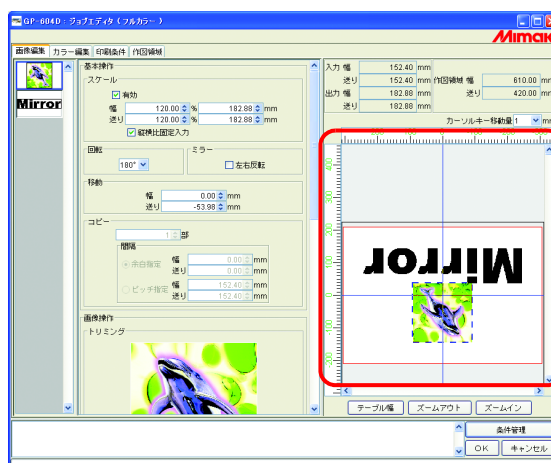 GP-604D : ジョブエディタ ( フルカラー )
Mimaki
画像編集 カラー編集 印刷条件 作図領域
Mirror
基本操作
スケール
有効
幅 120.00 % 182.88 mm
送り 120.00 % 182.88 mm
縦横比固定入力
回転
180°
ミラー
左右反転
移動
幅 0.00 mm
送り -53.98 mm
コピー
1 部
間隔
余白指定 幅 0.00 mm
送り 0.00 mm
ピッチ指定 幅 152.40 mm
送り 152.40 mm
画像操作
トリミング
入力 幅 152.40 mm
送り 152.40 mm 作図領域 幅 610.00 mm
出力 幅 182.88 mm 送り 420.00 mm
送り 182.88 mm
カーソルキー移動量 1 mm
Mirror
テーブル幅 ズームアウト ズームイン
条件管理
OK キャンセル